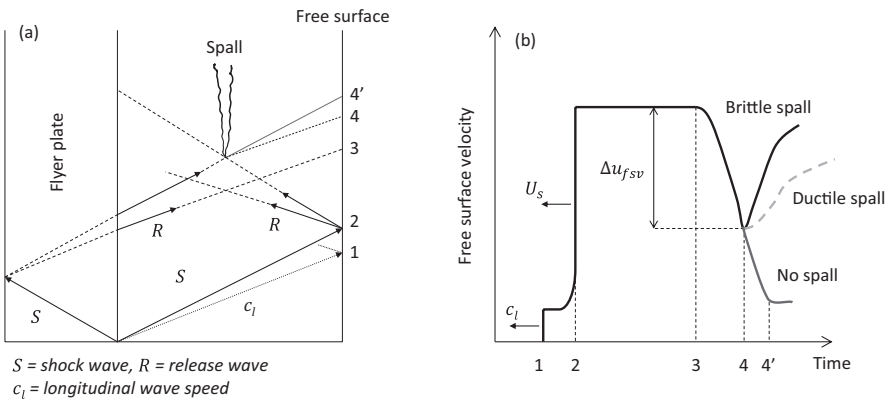 Free surface
(a)
Spall
4'
4
3
Flyer plate
R
R
2
S
1
S
c_l
S = shock wave, R = release wave
c_l = longitudinal wave speed
(b)
Free surface velocity
Brittle spall
Δu_fsv
U_s
Ductile spall
No spall
c_l
1 2 3 4 4' Time